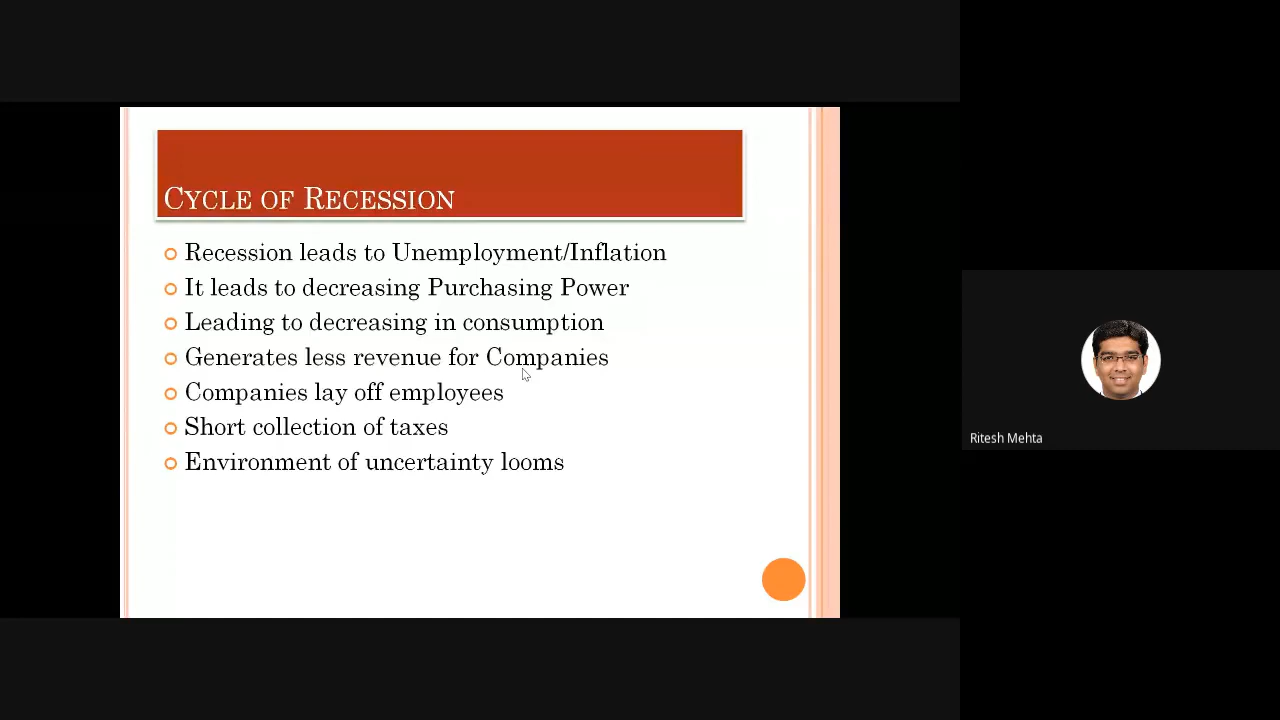 CYCLE OF RECESSION
Recession leads to Unemployment/Inflation
It leads to decreasing Purchasing Power
Leading to decreasing in consumption
Generates less revenue for Companies
Companies lay off employees
Short collection of taxes
Environment of uncertainty looms
Ritesh Mehta